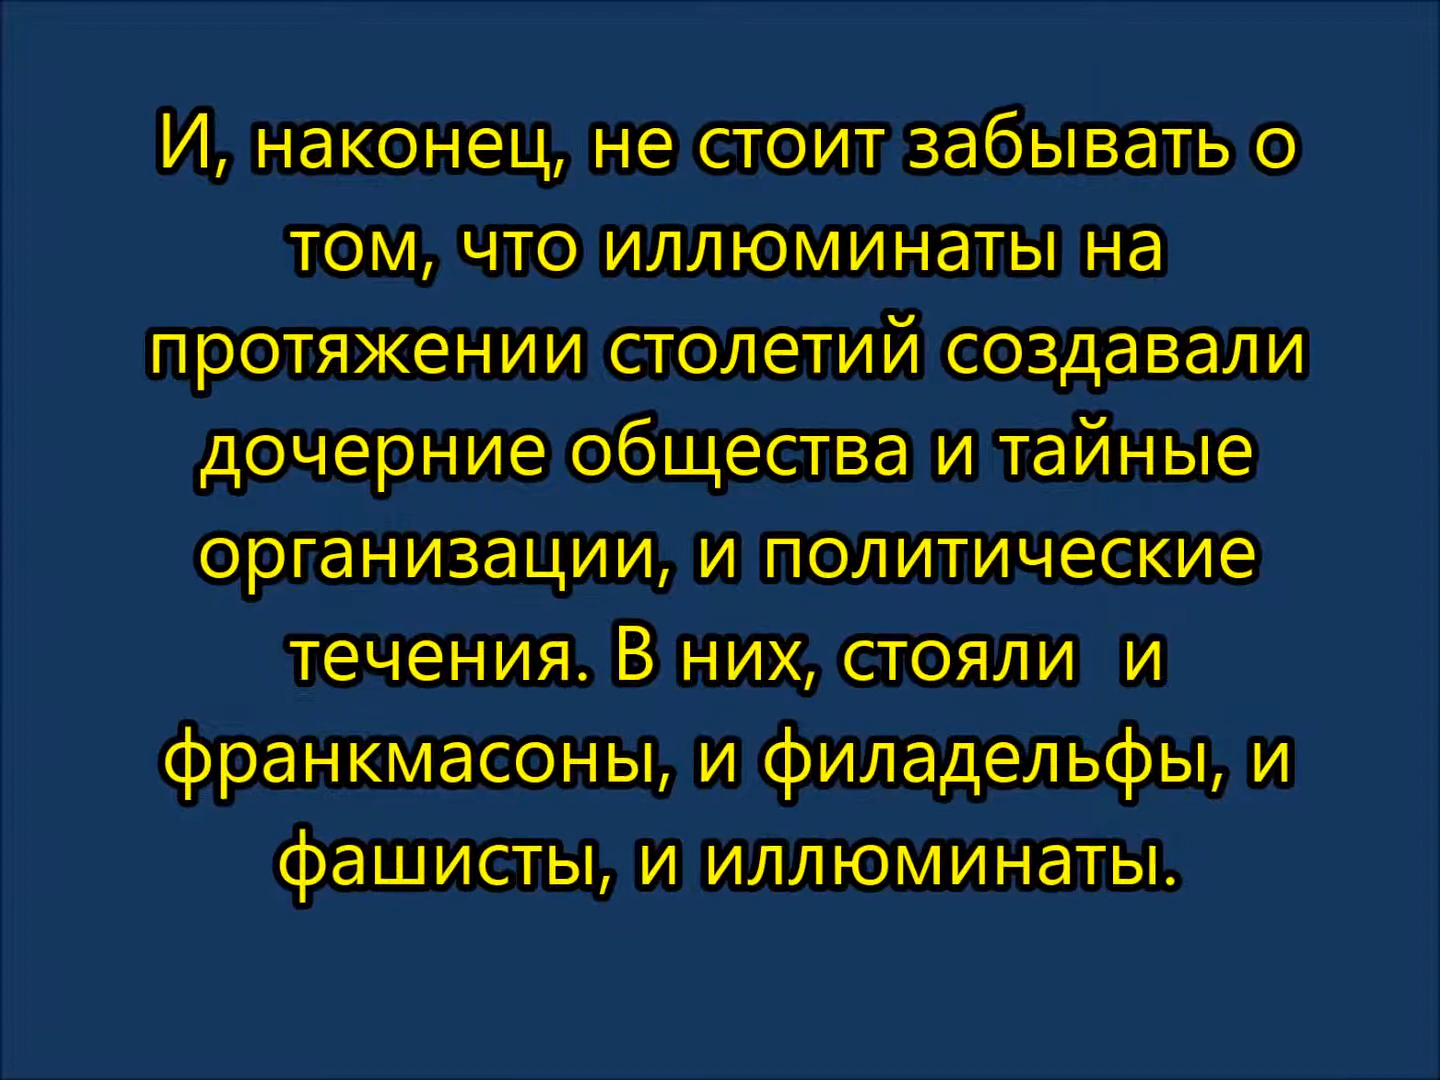 И, наконец, не стоит забывать о
том, что иллюминаты на
протяжении столетий создавали
дочерние общества и тайные
организации, и политические
течения. В них, стояли  и
франкмасоны, и филадельфы, и
фашисты, и иллюминаты.